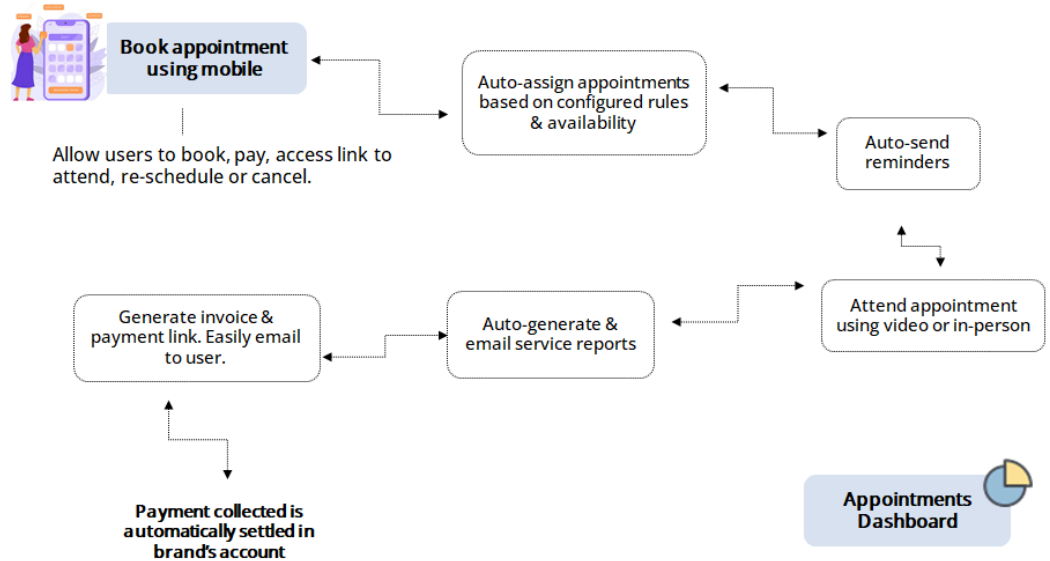 Book appointment
using mobile
Allow users to book, pay, access link to
attend, re-schedule or cancel.
Auto-assign appointments
based on configured rules
& availability
Auto-send
reminders
Attend appointment
using video or in-person
Auto-generate &
email service reports
Generate invoice &
payment link. Easily email
to user.
Payment collected is
automatically settled in
brand's account
Appointments
Dashboard